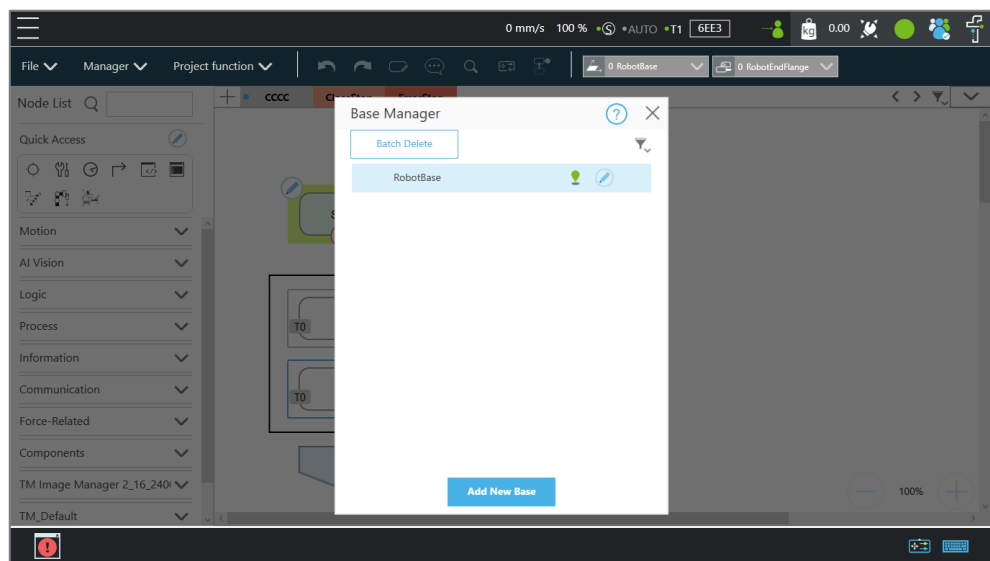 0 mm/s 100 % S AUTO T1 6EE3 kg 0.00
File Manager Project function 0 RobotBase 0 RobotEndFlange
Node List
cccc
Base Manager ?
Quick Access
Batch Delete
RobotBase
Motion
AI Vision
Logic
Process
T0
Information
Communication
T0
Force-Related
Components
TM Image Manager 2_16_240
Add New Base
100%
TM_Default